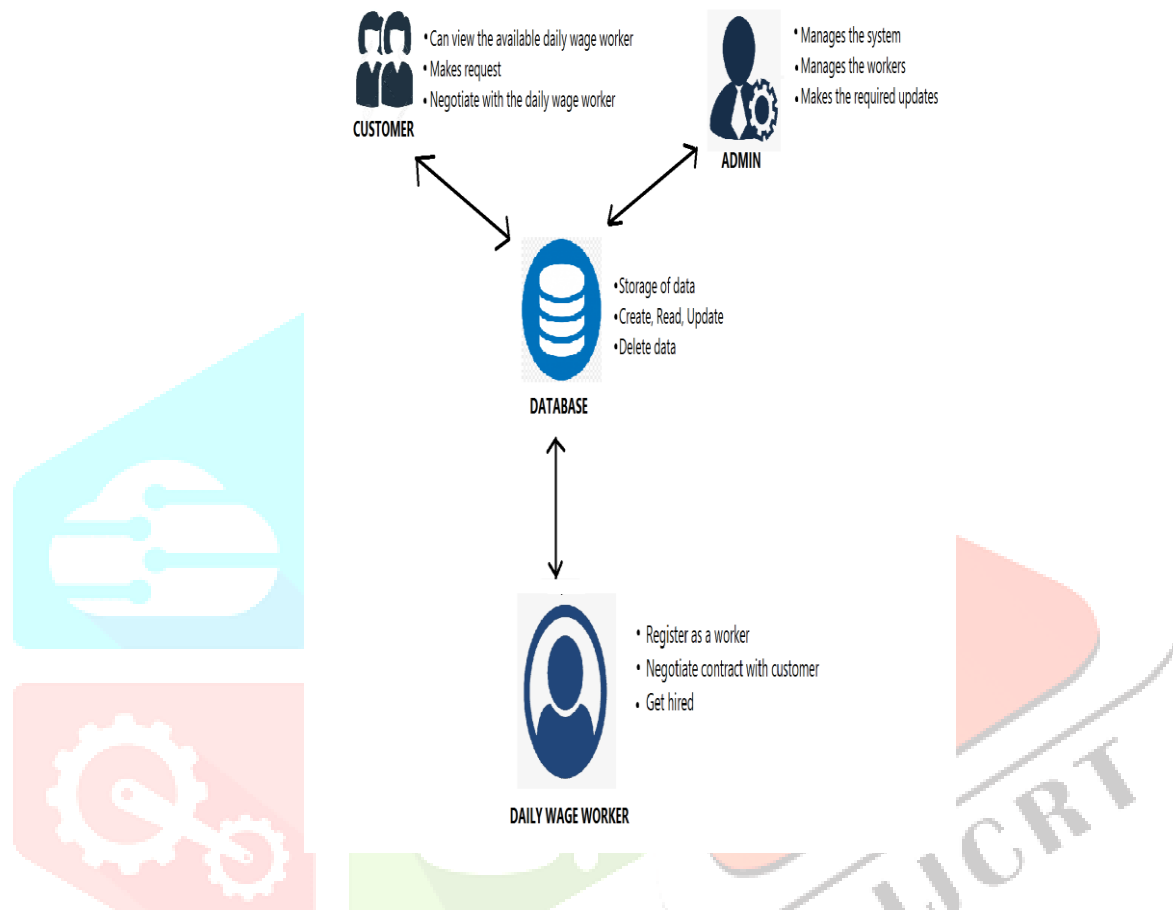 • Can view the available daily wage worker
• Makes request
• Negotiate with the daily wage worker
CUSTOMER
• Manages the system
• Manages the workers
• Makes the required updates
ADMIN
• Storage of data
• Create, Read, Update
• Delete data
DATABASE
• Register as a worker
• Negotiate contract with customer
• Get hired
DAILY WAGE WORKER
IJCRT